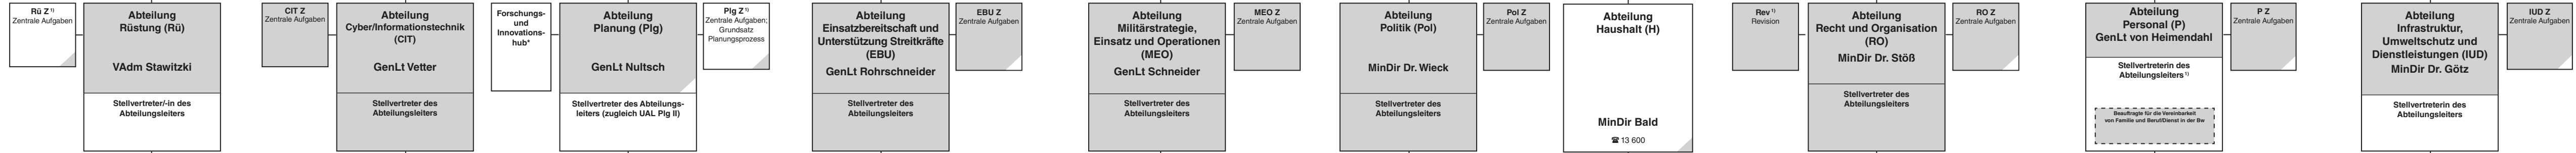 Rü Z ¹⁾
Zentrale Aufgaben
Abteilung
Rüstung (Rü)
VAdm Stawitzki
Stellvertreter/-in des
Abteilungsleiters
CIT Z
Zentrale Aufgaben
Abteilung
Cyber/Informationstechnik
(CIT)
GenLt Vetter
Stellvertreter des
Abteilungsleiters
Forschungs-
und
Innovations-
hub*
Abteilung
Planung (Plg)
GenLt Nultsch
Stellvertreter des Abteilungs-
leiters (zugleich UAL Plg II)
Plg Z ¹⁾
Zentrale Aufgaben;
Grundsatz
Planungsprozess
Abteilung
Einsatzbereitschaft und
Unterstützung Streitkräfte
(EBU)
GenLt Rohrschneider
Stellvertreter des
Abteilungsleiters
EBU Z
Zentrale Aufgaben
Abteilung
Militärstrategie,
Einsatz und Operationen
(MEO)
GenLt Schneider
Stellvertreter des
Abteilungsleiters
MEO Z
Zentrale Aufgaben
Abteilung
Politik (Pol)
MinDir Dr. Wieck
Stellvertreter des
Abteilungsleiters
Pol Z
Zentrale Aufgaben
Abteilung
Haushalt (H)
MinDir Bald
☎ 13 600
Rev ¹⁾
Revision
Abteilung
Recht und Organisation
(RO)
MinDir Dr. Stöß
Stellvertreter des
Abteilungsleiters
RO Z
Zentrale Aufgaben
Abteilung
Personal (P)
GenLt von Heimendahl
Stellvertreterin des
Abteilungsleiters ¹⁾
Beauftragte für die Vereinbarkeit
von Familie und Beruf/Dienst in der Bw
P Z
Zentrale Aufgaben
Abteilung
Infrastruktur,
Umweltschutz und
Dienstleistungen (IUD)
MinDir Dr. Götz
Stellvertreterin des
Abteilungsleiters
IUD Z
Zentrale Aufgaben